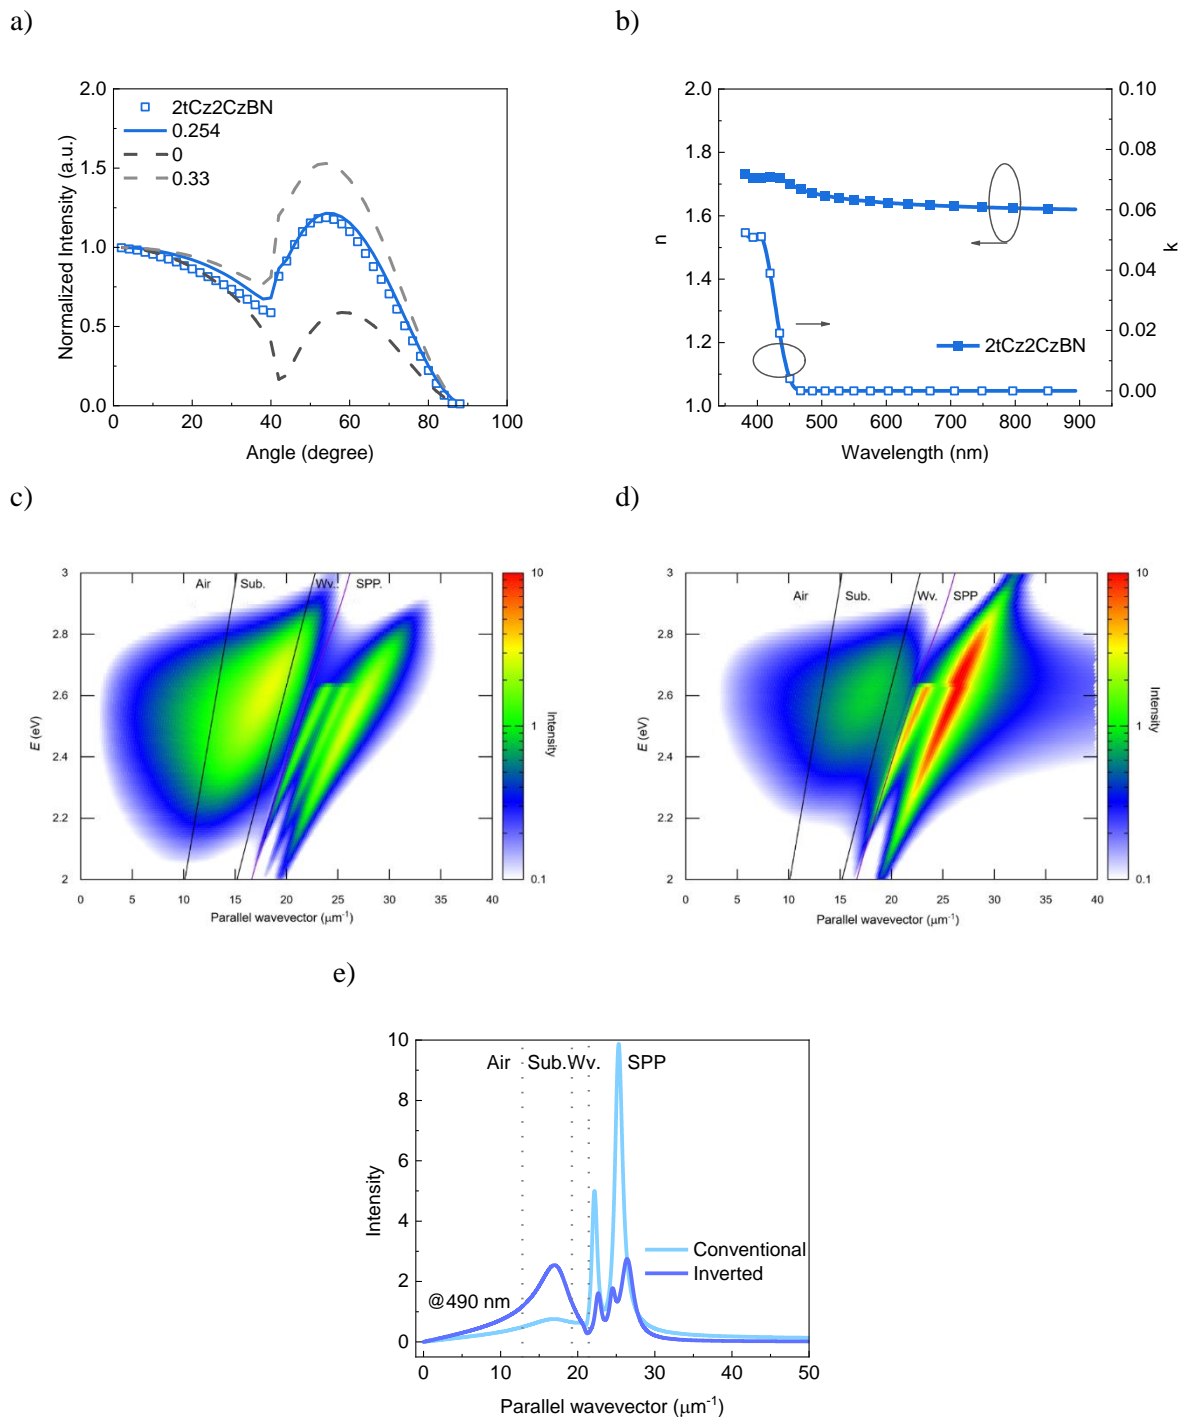 a)
b)
2.0
1.5
1.0
0.5
0.0
Normalized Intensity (a.u.)
2tCz2CzBN
0.254
0
0.33
0 20 40 60 80 100
Angle (degree)
2.0
1.8
1.6
1.4
1.2
1.0
n
0.10
0.08
0.06
0.04
0.02
0.00
k
2tCz2CzBN
400 500 600 700 800 900
Wavelength (nm)
c)
d)
3
2.8
2.6
2.4
2.2
2
E (eV)
Air Sub. Wv. SPP.
10
1
0.1
Intensity
0 5 10 15 20 25 30 35 40
Parallel wavevector (μm⁻¹)
3
2.8
2.6
2.4
2.2
2
E (eV)
Air Sub. Wv. SPP
10
1
0.1
Intensity
0 5 10 15 20 25 30 35 40
Parallel wavevector (μm⁻¹)
e)
10
8
6
4
2
0
Intensity
Air Sub. Wv. SPP
Conventional
Inverted
@490 nm
0 10 20 30 40 50
Parallel wavevector (μm⁻¹)